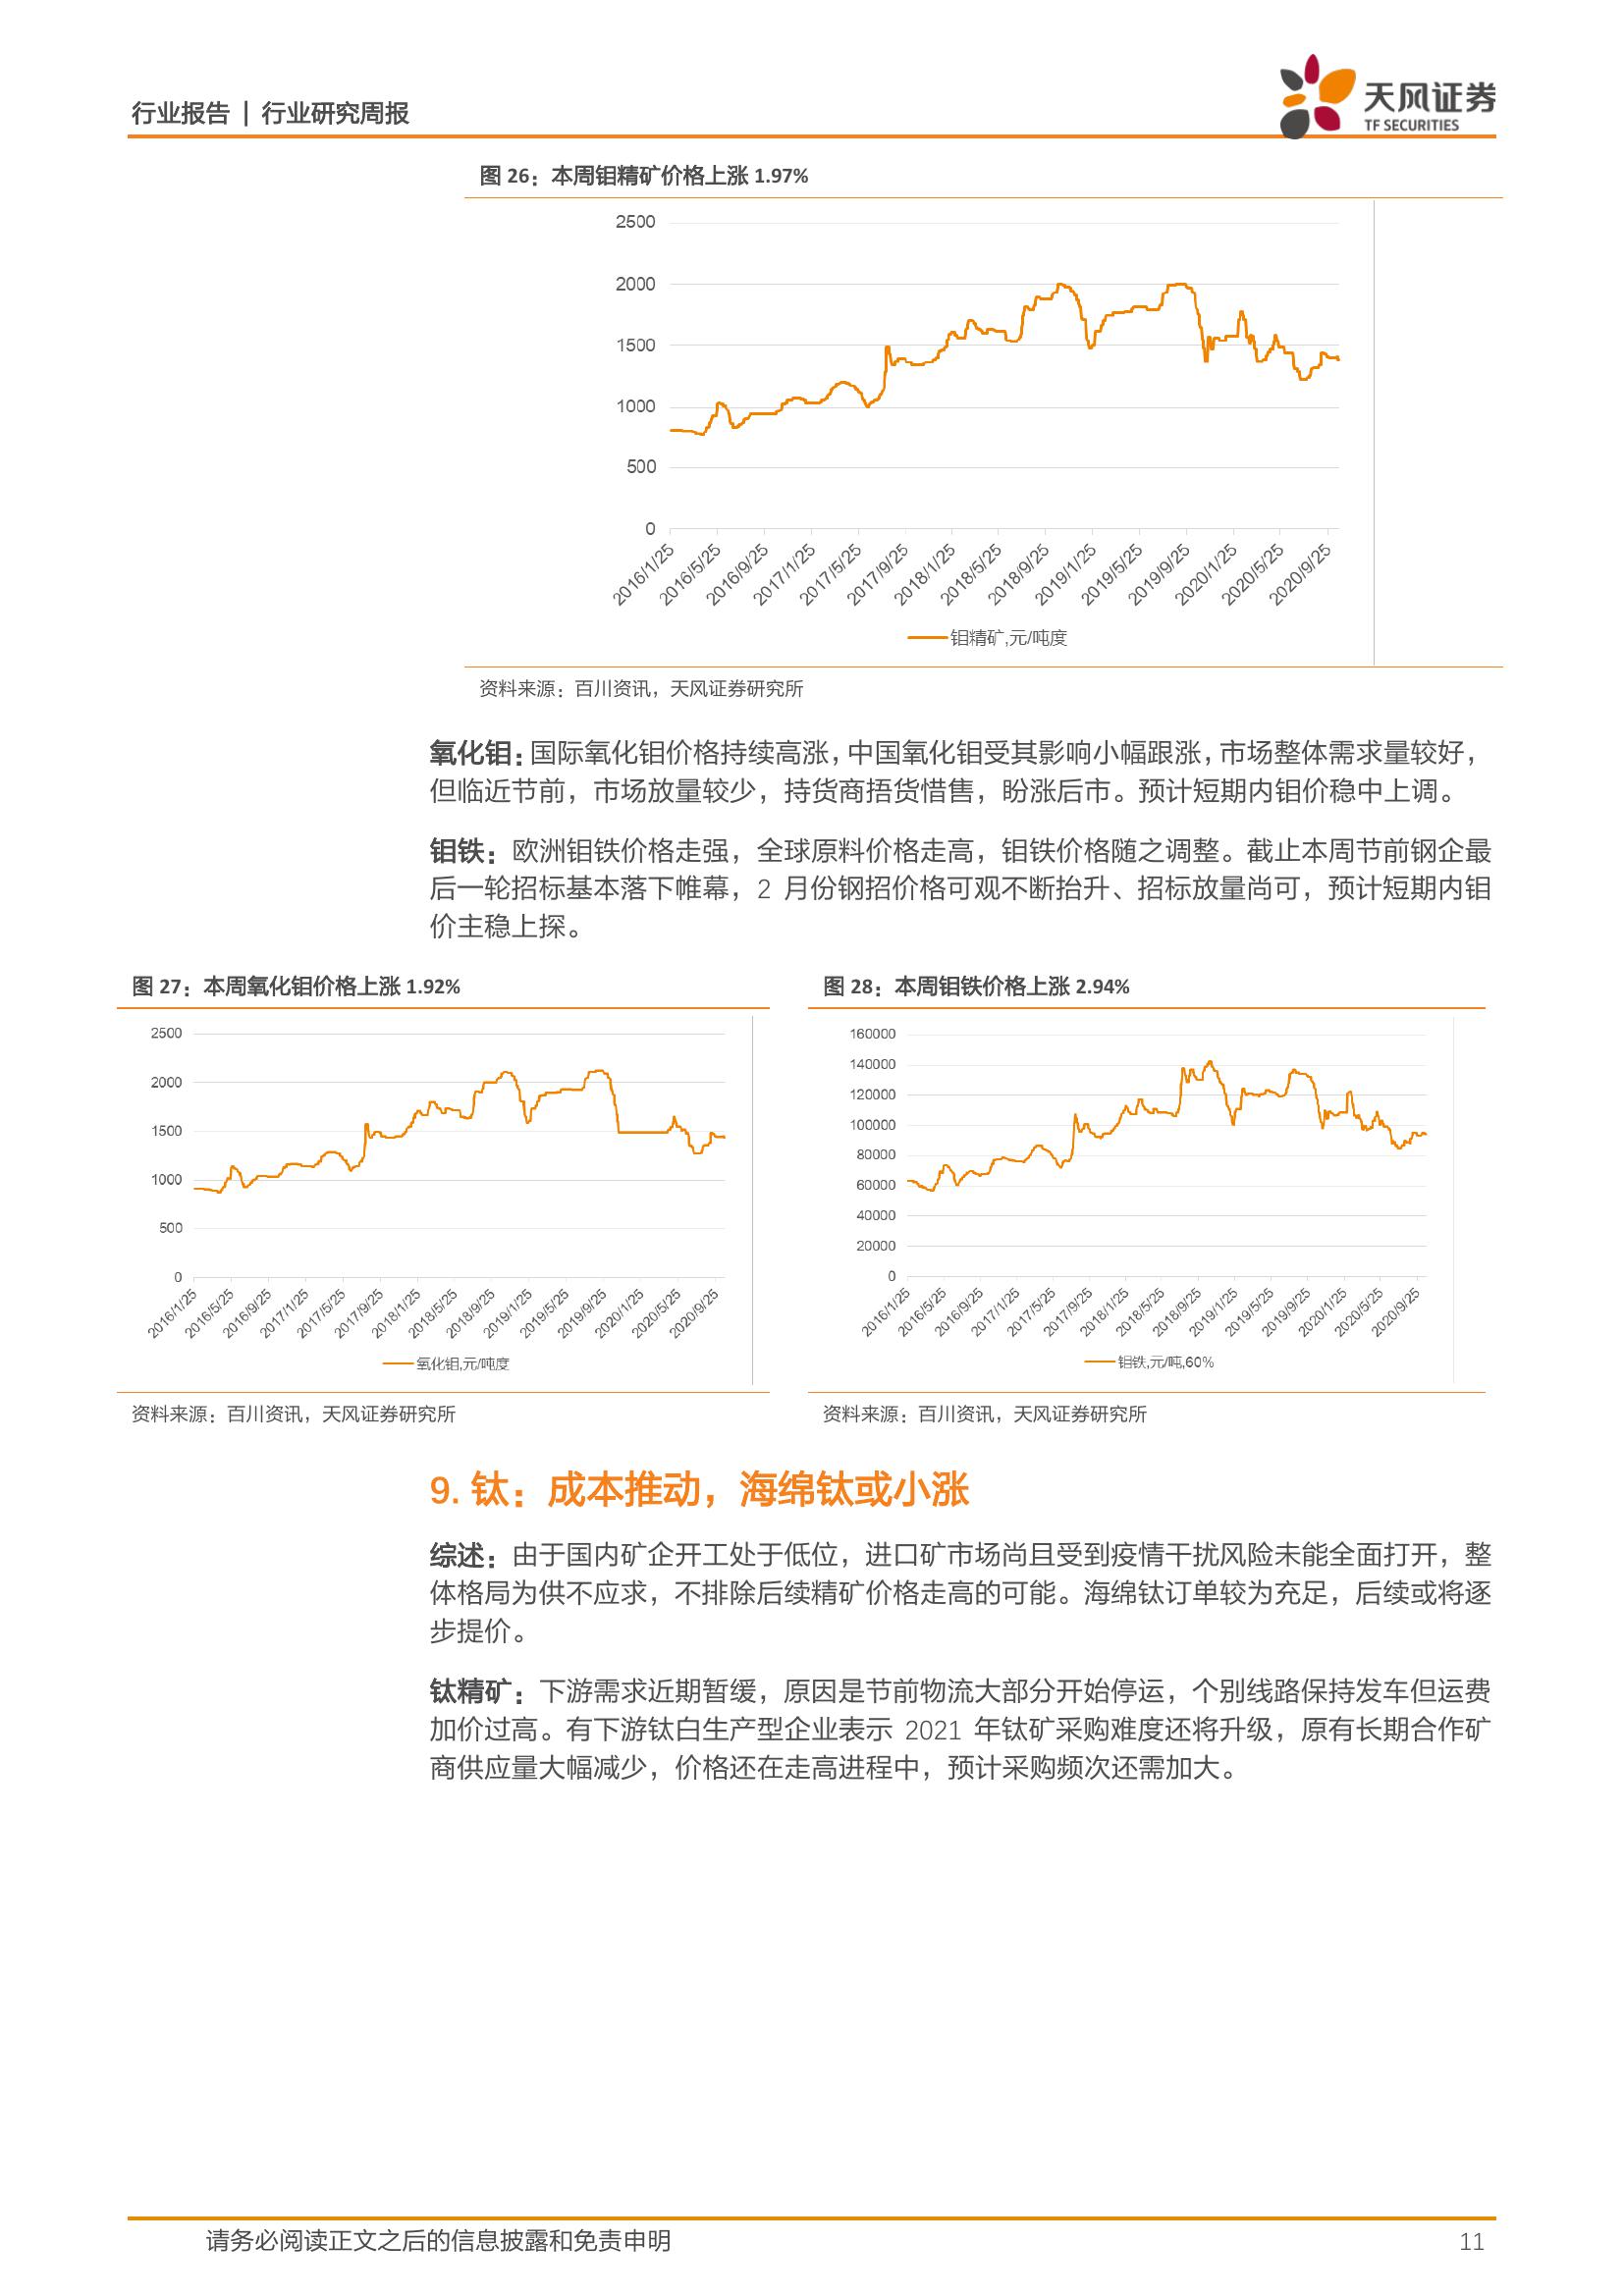 行业报告 | 行业研究周报
天风证券
TF SECURITIES
图 26：本周钼精矿价格上涨 1.97%
2500
2000
1500
1000
500
0
2016/1/25
2016/5/25
2016/9/25
2017/1/25
2017/5/25
2017/9/25
2018/1/25
2018/5/25
2018/9/25
2019/1/25
2019/5/25
2019/9/25
2020/1/25
2020/5/25
2020/9/25
钼精矿,元/吨度
资料来源：百川资讯，天风证券研究所
氧化钼：国际氧化钼价格持续高涨，中国氧化钼受其影响小幅跟涨，市场整体需求量较好，
但临近节前，市场放量较少，持货商捂货惜售，盼涨后市。预计短期内钼价稳中上调。
钼铁：欧洲钼铁价格走强，全球原料价格走高，钼铁价格随之调整。截止本周节前钢企最
后一轮招标基本落下帷幕，2 月份钢招价格可观不断抬升、招标放量尚可，预计短期内钼
价主稳上探。
图 27：本周氧化钼价格上涨 1.92%
2500
2000
1500
1000
500
0
2016/1/25
2016/5/25
2016/9/25
2017/1/25
2017/5/25
2017/9/25
2018/1/25
2018/5/25
2018/9/25
2019/1/25
2019/5/25
2019/9/25
2020/1/25
2020/5/25
2020/9/25
氧化钼,元/吨度
资料来源：百川资讯，天风证券研究所
图 28：本周钼铁价格上涨 2.94%
160000
140000
120000
100000
80000
60000
40000
20000
0
2016/1/25
2016/5/25
2016/9/25
2017/1/25
2017/5/25
2017/9/25
2018/1/25
2018/5/25
2018/9/25
2019/1/25
2019/5/25
2019/9/25
2020/1/25
2020/5/25
2020/9/25
钼铁,元/吨,60%
资料来源：百川资讯，天风证券研究所
9. 钛：成本推动，海绵钛或小涨
综述：由于国内矿企开工处于低位，进口矿市场尚且受到疫情干扰风险未能全面打开，整
体格局为供不应求，不排除后续精矿价格走高的可能。海绵钛订单较为充足，后续或将逐
步提价。
钛精矿：下游需求近期暂缓，原因是节前物流大部分开始停运，个别线路保持发车但运费
加价过高。有下游钛白生产型企业表示 2021 年钛矿采购难度还将升级，原有长期合作矿
商供应量大幅减少，价格还在走高进程中，预计采购频次还需加大。
请务必阅读正文之后的信息披露和免责申明
11